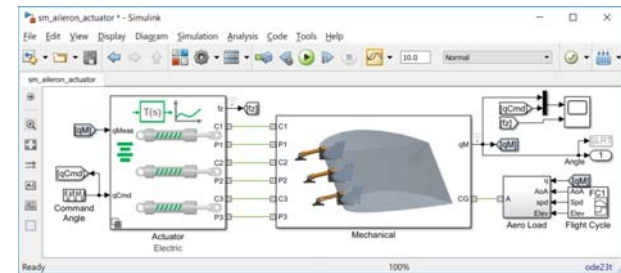 sm_aileron_actuator * - Simulink
File Edit View Display Diagram Simulation Analysis Code Tools Help
10.0 Normal
sm_aileron_actuator
T(s)
fz [fz]
[qM] qMeas
C1 C1
P1 P1
C2 C2
P2 P2
C3 C3
P3 P3
[qCmd]
qCmd
Command
Angle
Actuator
Electric
Mechanical
qM
CG
[qCmd]
[fz]
[qM]
Angle
1
A
q [qM]
AoA AoA FC1
spd Spd
Elev Elev
Aero Load Flight Cycle
Ready 100% ode23t